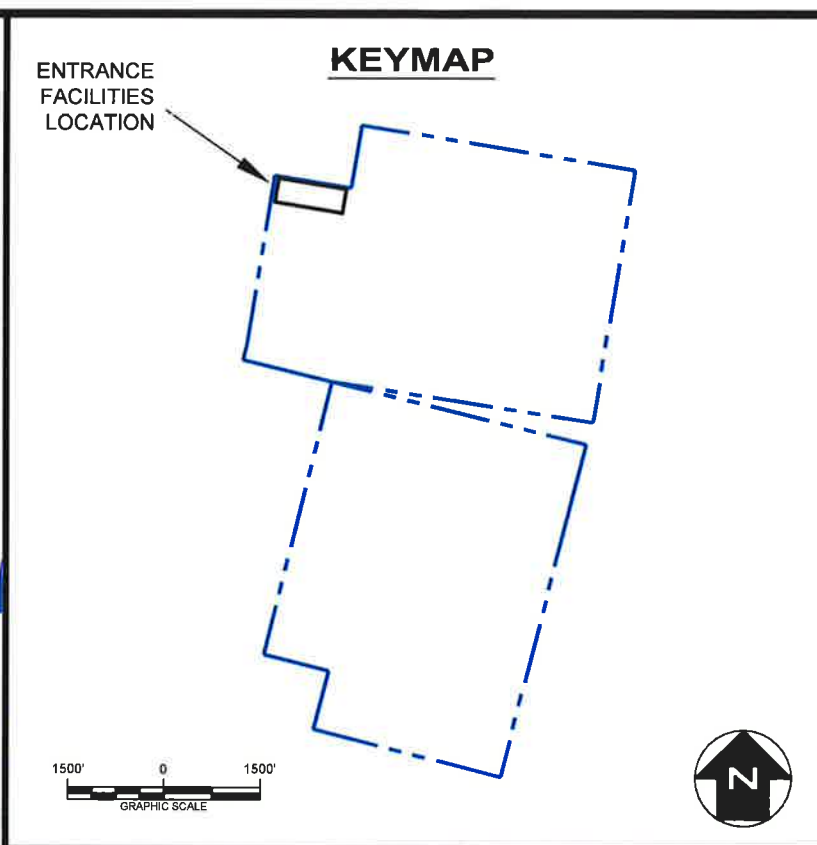 KEYMAP
ENTRANCE
FACILITIES
LOCATION
1500' 0 1500'
GRAPHIC SCALE
N